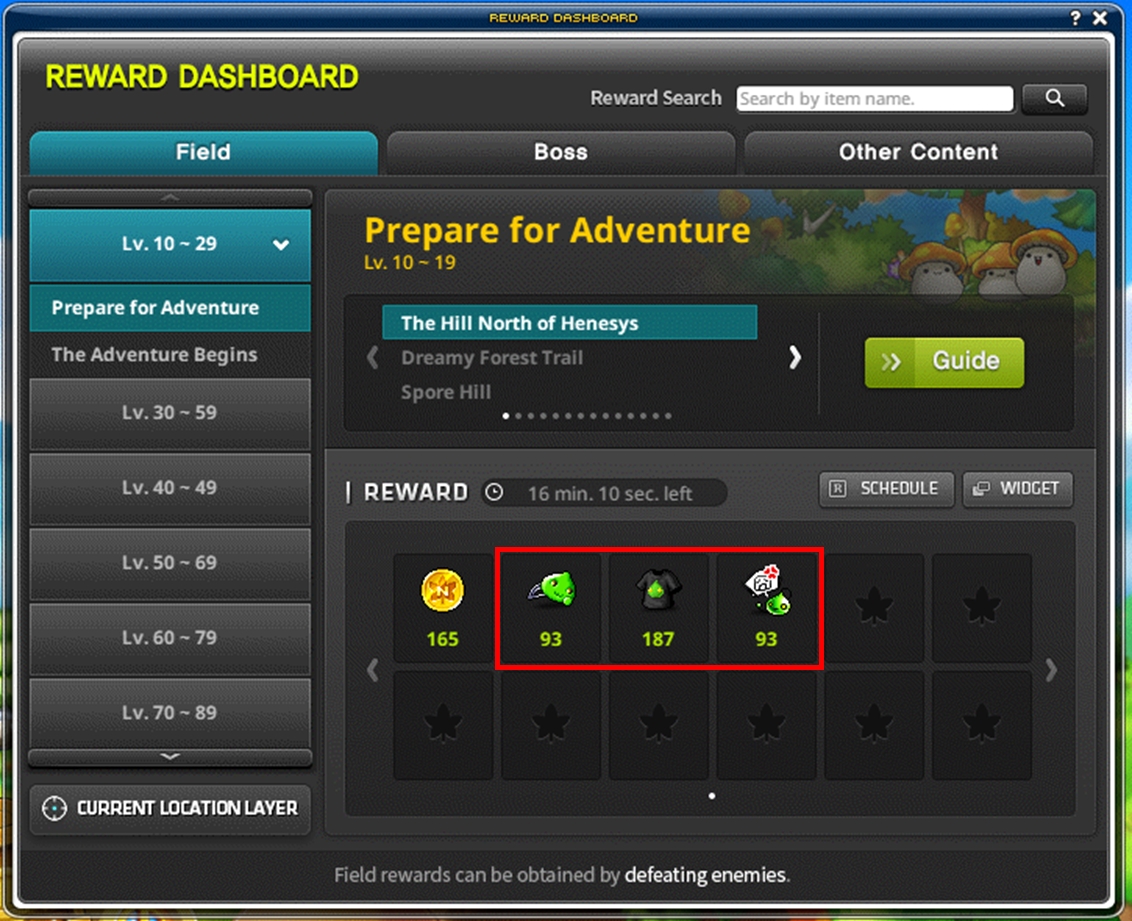 REWARD DASHBOARD
?
REWARD DASHBOARD
Reward Search
Search by item name.
Field
Boss
Other Content
Lv. 10 ~ 29
Prepare for Adventure
The Adventure Begins
Lv. 30 ~ 59
Lv. 40 ~ 49
Lv. 50 ~ 69
Lv. 60 ~ 79
Lv. 70 ~ 89
CURRENT LOCATION LAYER
Prepare for Adventure
Lv. 10 ~ 19
The Hill North of Henesys
Dreamy Forest Trail
Spore Hill
Guide
REWARD
16 min. 10 sec. left
R SCHEDULE
WIDGET
N
165
93
187
93
Field rewards can be obtained by defeating enemies.